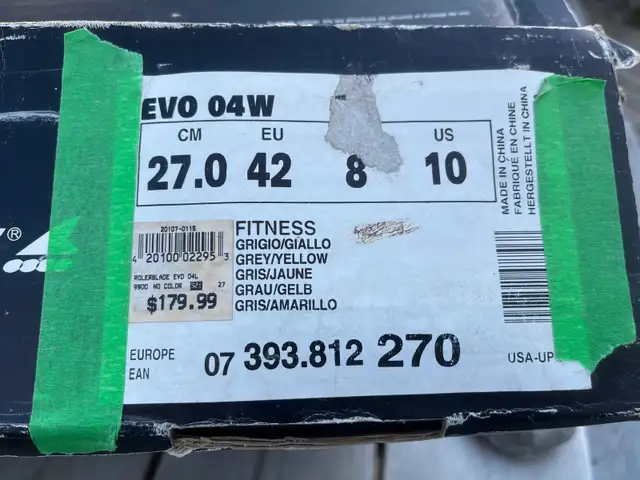 EVO 04W
CM EU US
27.0 42 8 10
FITNESS
GRIGIO/GIALLO
GREY/YELLOW
GRIS/JAUNE
GRAU/GELB
GRIS/AMARILLO
20107-0115
4 20100 02295 3
ROLERBLADE EVO 04L
9900 NO COLOR 27
$179.99
EUROPE
EAN
07 393.812 270
USA-UP
MADE IN CHINA
FABRIQUÉ EN CHINE
HERGESTELLT IN CHINA
®